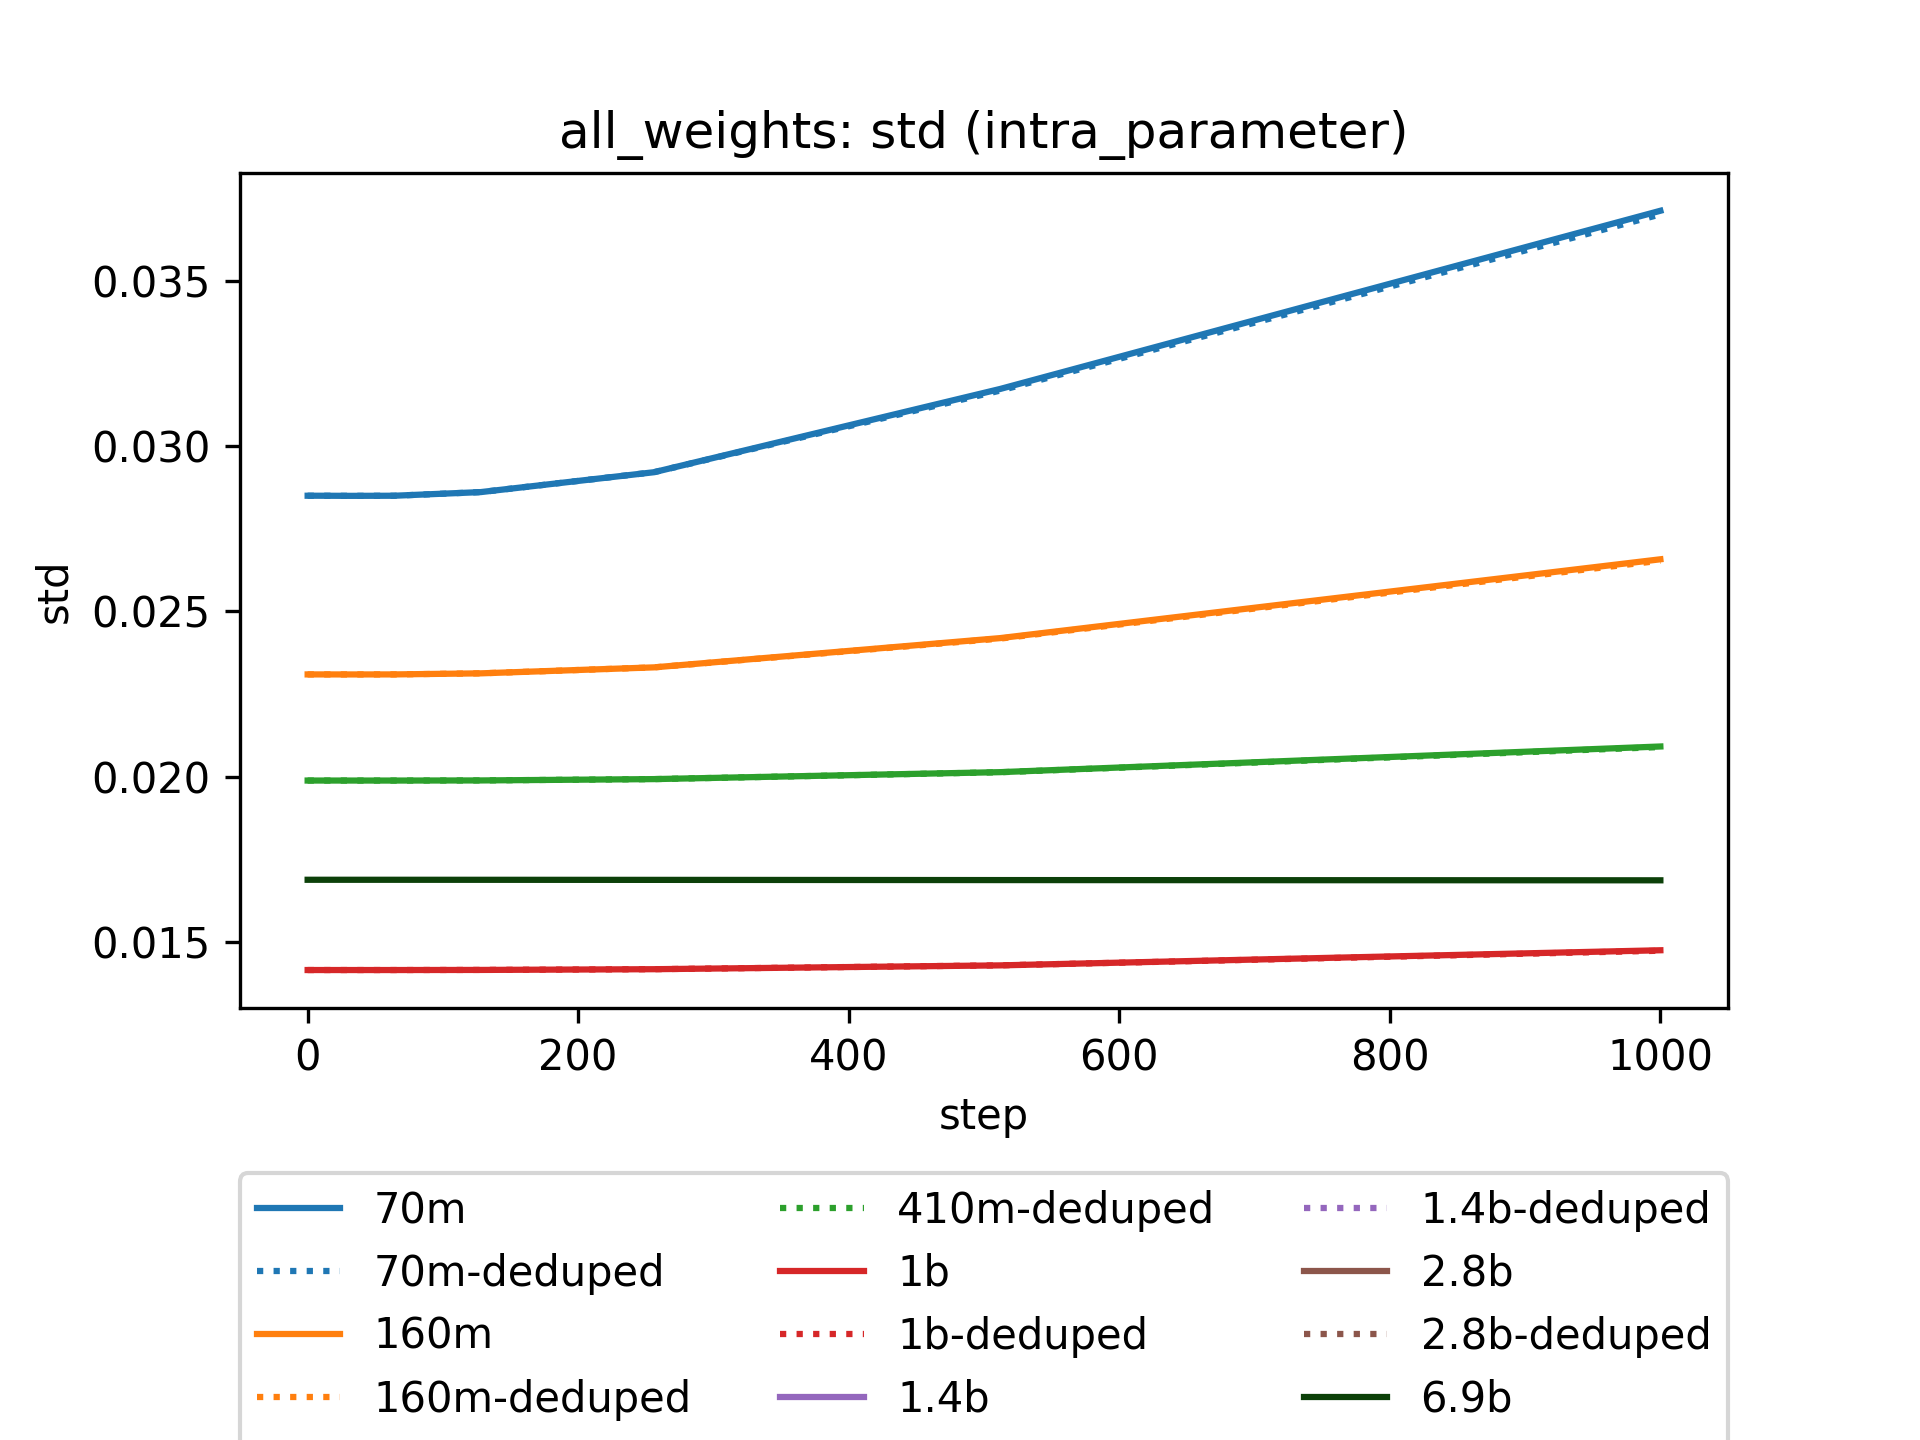 all_weights: std (intra_parameter)
0.035
0.030
0.025
0.020
0.015
std
0 200 400 600 800 1000
step
70m
70m-deduped
160m
160m-deduped
410m-deduped
1b
1b-deduped
1.4b
1.4b-deduped
2.8b
2.8b-deduped
6.9b